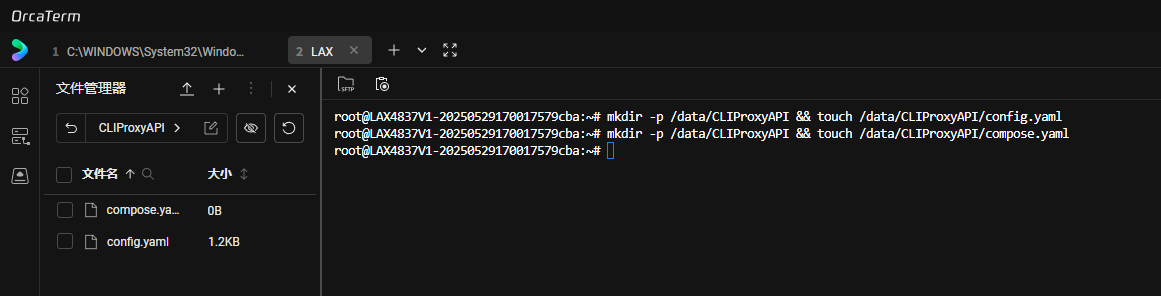 OrcaTerm
1 C:\WINDOWS\System32\Windo...
2 LAX
文件管理器
SFTP
CLIProxyAPI
文件名 大小
compose.ya... 0B
config.yaml 1.2KB
root@LAX4837V1-20250529170017579cba:~# mkdir -p /data/CLIProxyAPI && touch /data/CLIProxyAPI/config.yaml
root@LAX4837V1-20250529170017579cba:~# mkdir -p /data/CLIProxyAPI && touch /data/CLIProxyAPI/compose.yaml
root@LAX4837V1-20250529170017579cba:~#